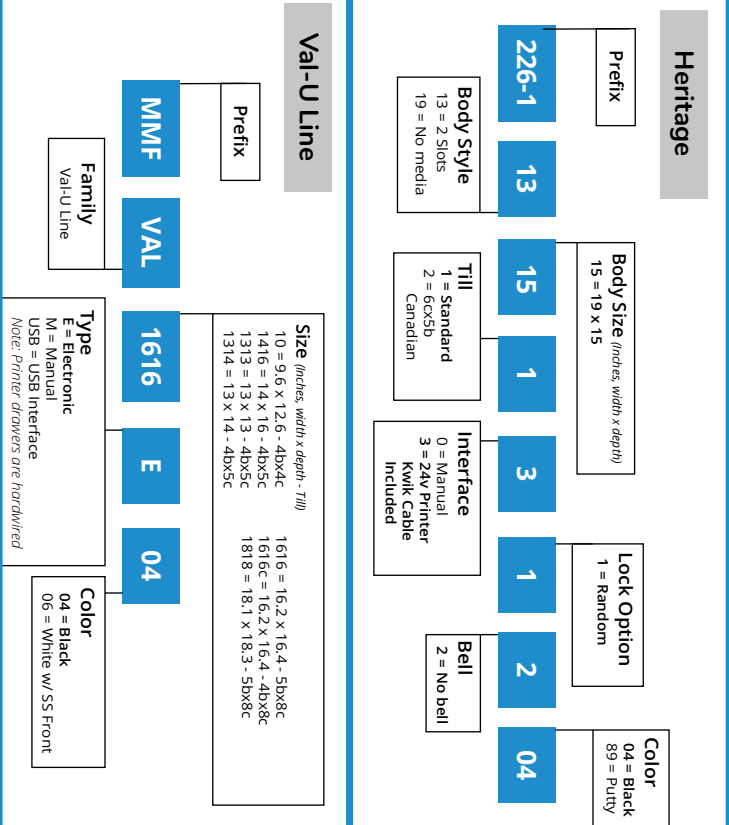 Heritage
Prefix
226-1
13
15
1
3
1
2
04
Body Style
13 = 2 Slots
19 = No media
Body Size (Inches, width x depth)
15 = 19 x 15
Till
1 = Standard
2 = 6cx5b
Canadian
Interface
0 = Manual
3 = 24v Printer
Kwik Cable
Included
Lock Option
1 = Random
Bell
2 = No bell
Color
04 = Black
89 = Putty
Val-U Line
Prefix
MMF
VAL
1616
E
04
Family
Val-U Line
Size (Inches, width x depth - Till)
10 = 9.6 x 12.6 - 4bx4c
1416 = 14 x 16 - 4bx5c
1313 = 13 x 13 - 4bx5c
1314 = 13 x 14 - 4bx5c
1616 = 16.2 x 16.4 - 5bx8c
1616c = 16.2 x 16.4 - 4bx8c
1818 = 18.1 x 18.3 - 5bx8c
Type
E = Electronic
M = Manual
USB = USB Interface
Note: Printer drawers are hardwired
Color
04 = Black
06 = White w/ SS Front